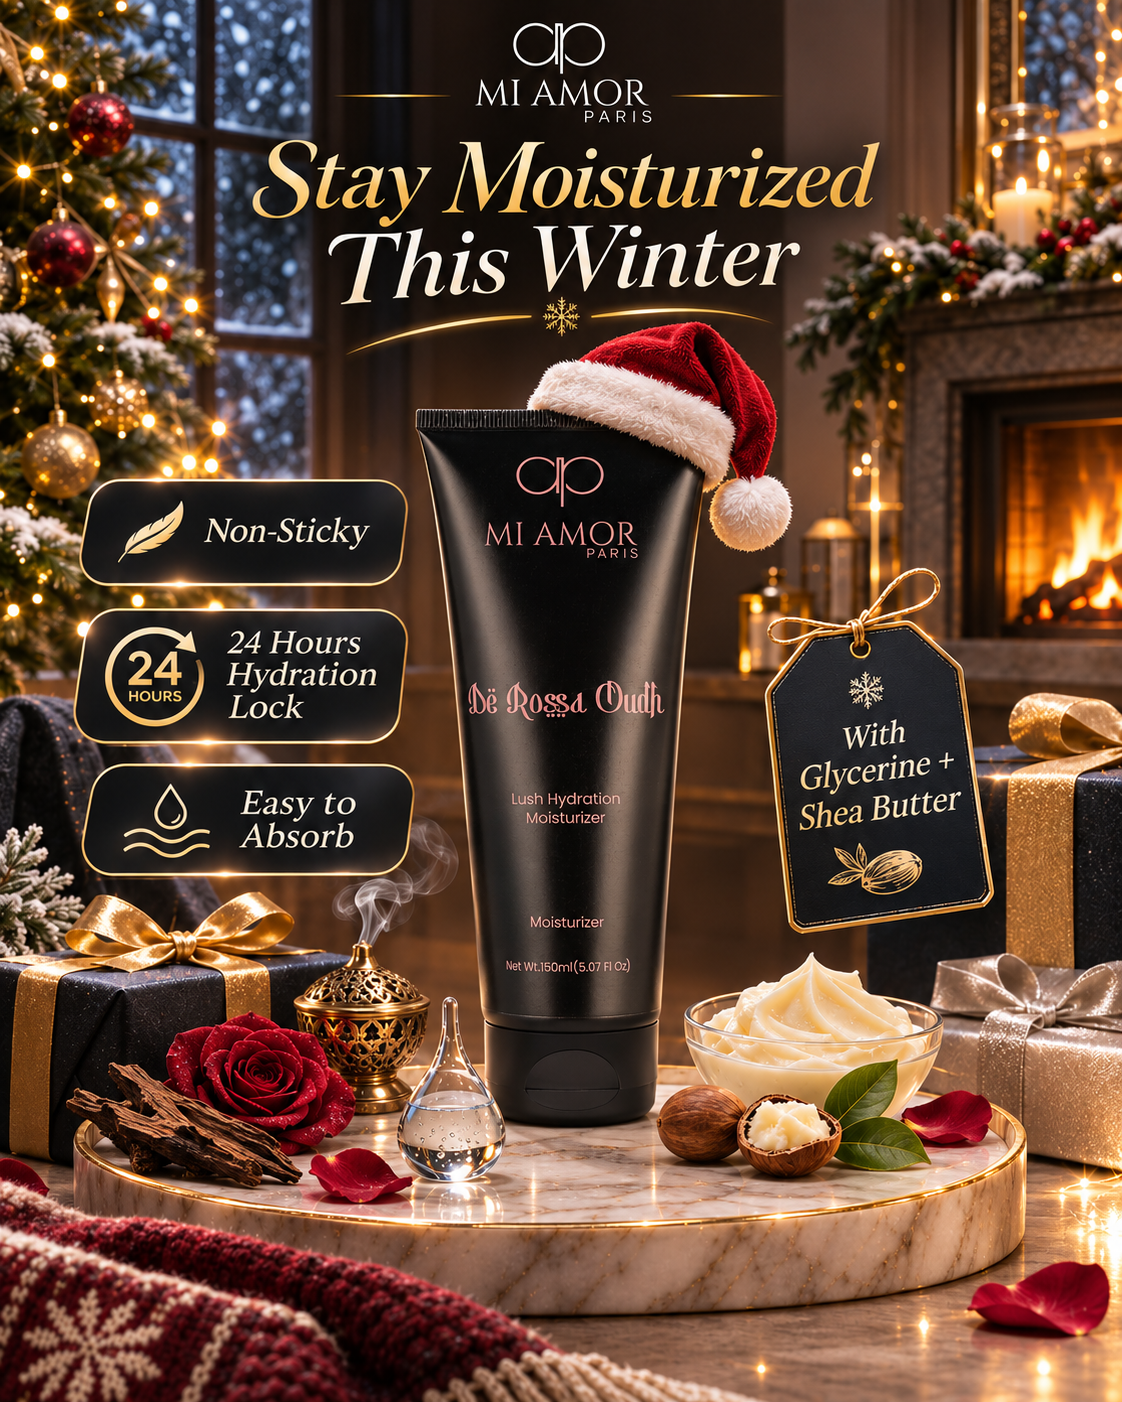 MI AMOR
PARIS
Stay Moisturized
This Winter
Non-Sticky
24
HOURS
24 Hours
Hydration
Lock
Easy to
Absorb
MI AMOR
PARIS
Dë Rossa Oudh
Lush Hydration
Moisturizer
Moisturizer
Net Wt.150ml(5.07 Fl Oz)
With
Glycerine +
Shea Butter